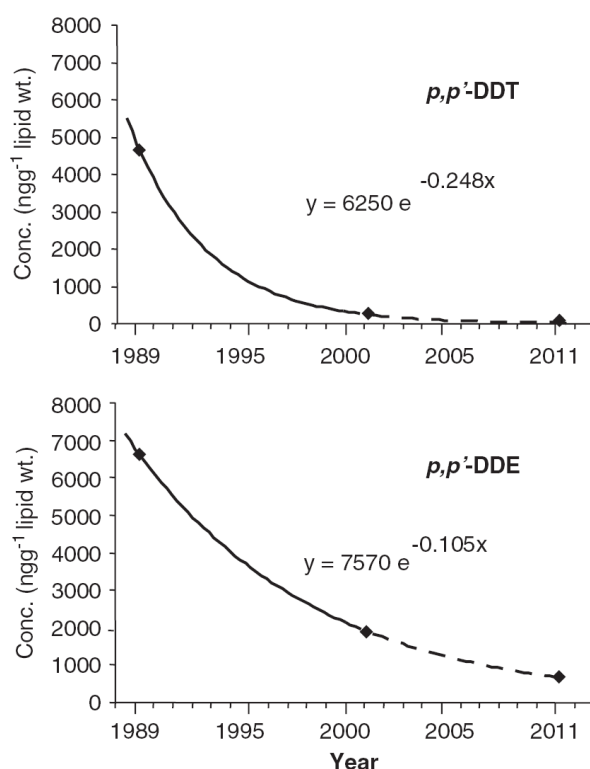 8000
7000
6000
5000
4000
3000
2000
1000
0
Conc. (ngg-1 lipid wt.)
p,p'-DDT
y = 6250 e-0.248x
1989 1995 2000 2005 2011
8000
7000
6000
5000
4000
3000
2000
1000
0
Conc. (ngg-1 lipid wt.)
p,p'-DDE
y = 7570 e-0.105x
1989 1995 2000 2005 2011
Year